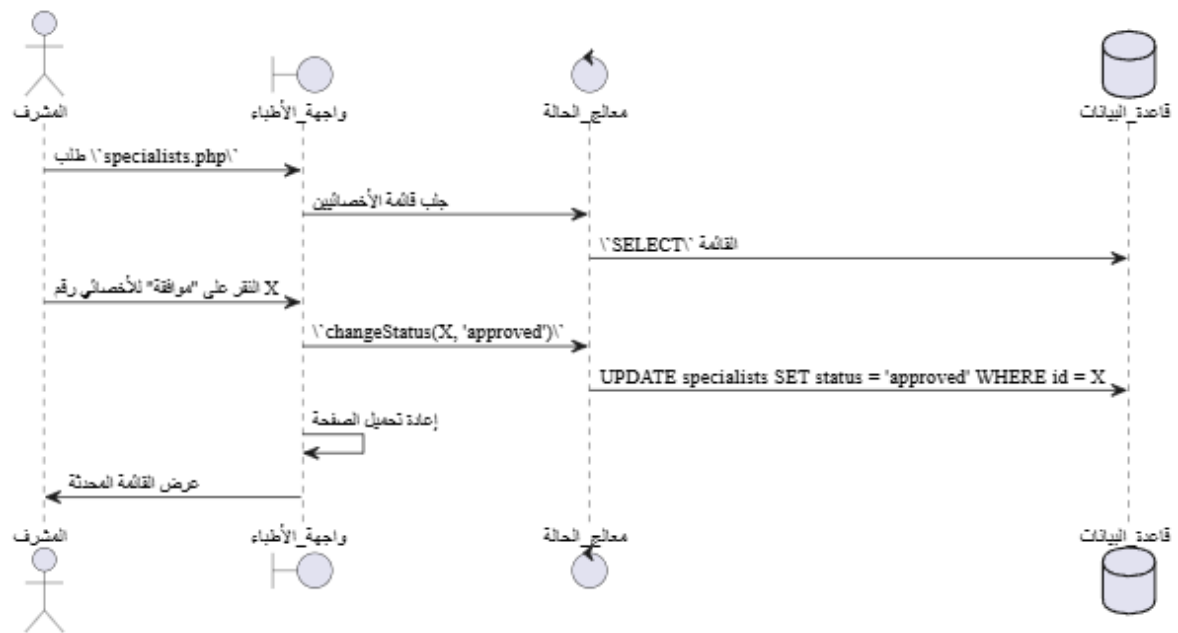 المشرف
واجهة_الأطباء
معالج_الحالة
قاعدة_البيانات
طلب \`specialists.php\`
جلب قائمة الأخصائيين
\`SELECT\` القائمة
النقر على "موافقة" للأخصائي رقم X
\`changeStatus(X, 'approved')\`
UPDATE specialists SET status = 'approved' WHERE id = X
إعادة تحميل الصفحة
عرض القائمة المحدثة
المشرف
واجهة_الأطباء
معالج_الحالة
قاعدة_البيانات